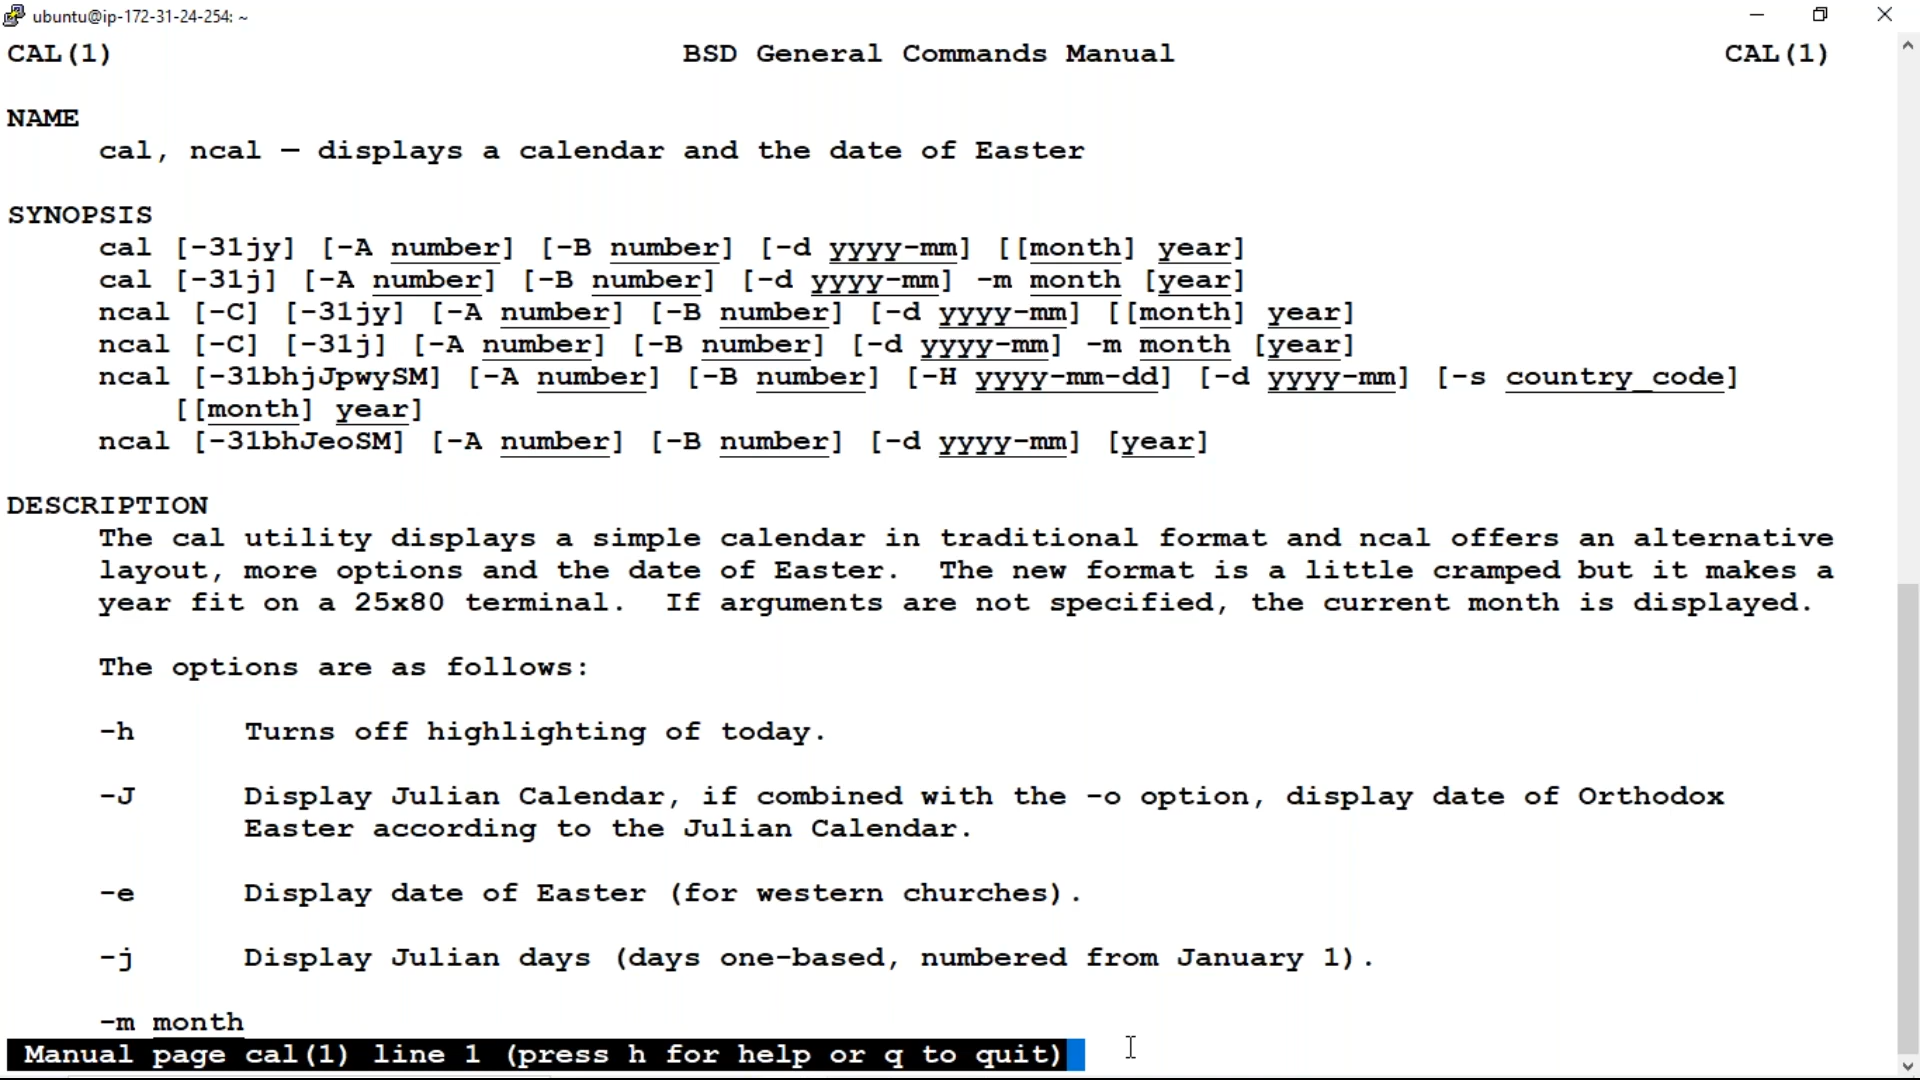 ubuntu@ip-172-31-24-254: ~
CAL(1) BSD General Commands Manual CAL(1)
NAME
cal, ncal — displays a calendar and the date of Easter
SYNOPSIS
cal [-31jy] [-A number] [-B number] [-d yyyy-mm] [[month] year]
cal [-31j] [-A number] [-B number] [-d yyyy-mm] -m month [year]
ncal [-C] [-31jy] [-A number] [-B number] [-d yyyy-mm] [[month] year]
ncal [-C] [-31j] [-A number] [-B number] [-d yyyy-mm] -m month [year]
ncal [-31bhjJpwySM] [-A number] [-B number] [-H yyyy-mm-dd] [-d yyyy-mm] [-s country_code]
[[month] year]
ncal [-31bhJeoSM] [-A number] [-B number] [-d yyyy-mm] [year]
DESCRIPTION
The cal utility displays a simple calendar in traditional format and ncal offers an alternative
layout, more options and the date of Easter. The new format is a little cramped but it makes a
year fit on a 25x80 terminal. If arguments are not specified, the current month is displayed.
The options are as follows:
-h Turns off highlighting of today.
-J Display Julian Calendar, if combined with the -o option, display date of Orthodox
Easter according to the Julian Calendar.
-e Display date of Easter (for western churches).
-j Display Julian days (days one-based, numbered from January 1).
-m month
Manual page cal(1) line 1 (press h for help or q to quit)